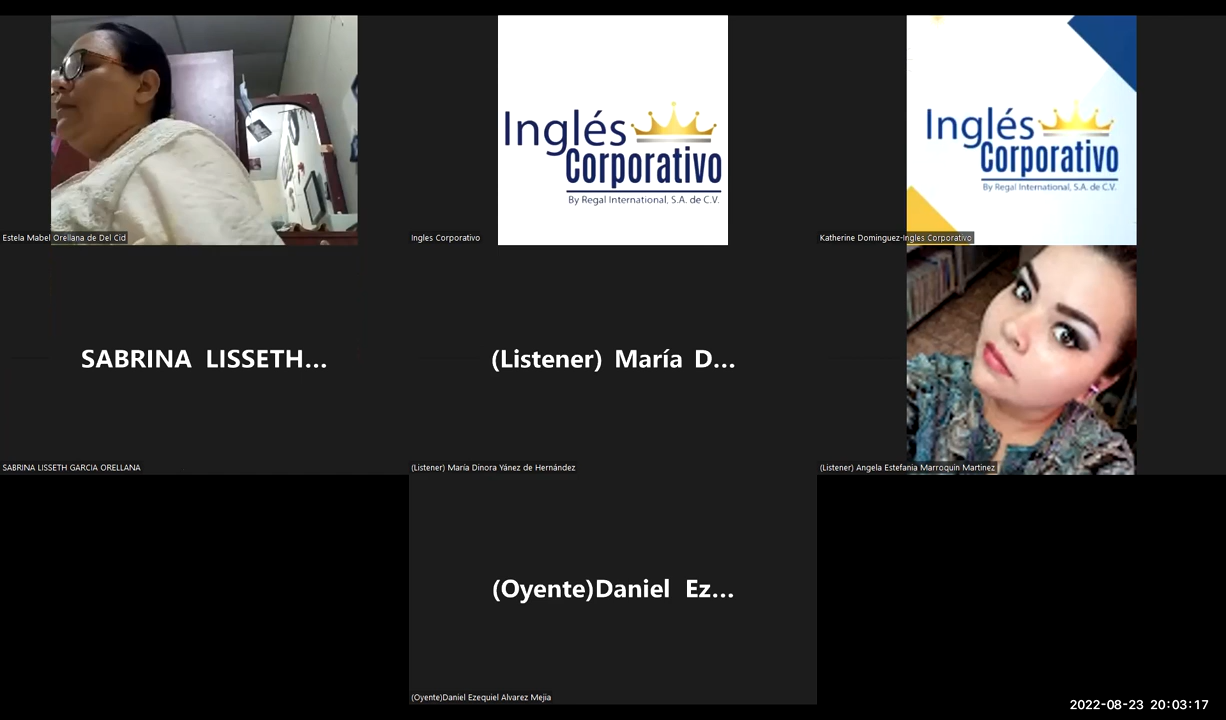 Estela Mabel Orellana de Del Cid
Inglés
Corporativo
By Regal International, S.A. de C.V.
Ingles Corporativo
Inglés
Corporativo
By Regal International, S.A. de C.V.
Katherine Dominguez-Ingles Corporativo
SABRINA LISSETH...
SABRINA LISSETH GARCIA ORELLANA
(Listener) María D...
(Listener) María Dinora Yánez de Hernández
(Listener) Angela Estefania Marroquin Martinez
(Oyente)Daniel Ez...
(Oyente)Daniel Ezequiel Alvarez Mejia
2022-08-23 20:03:17